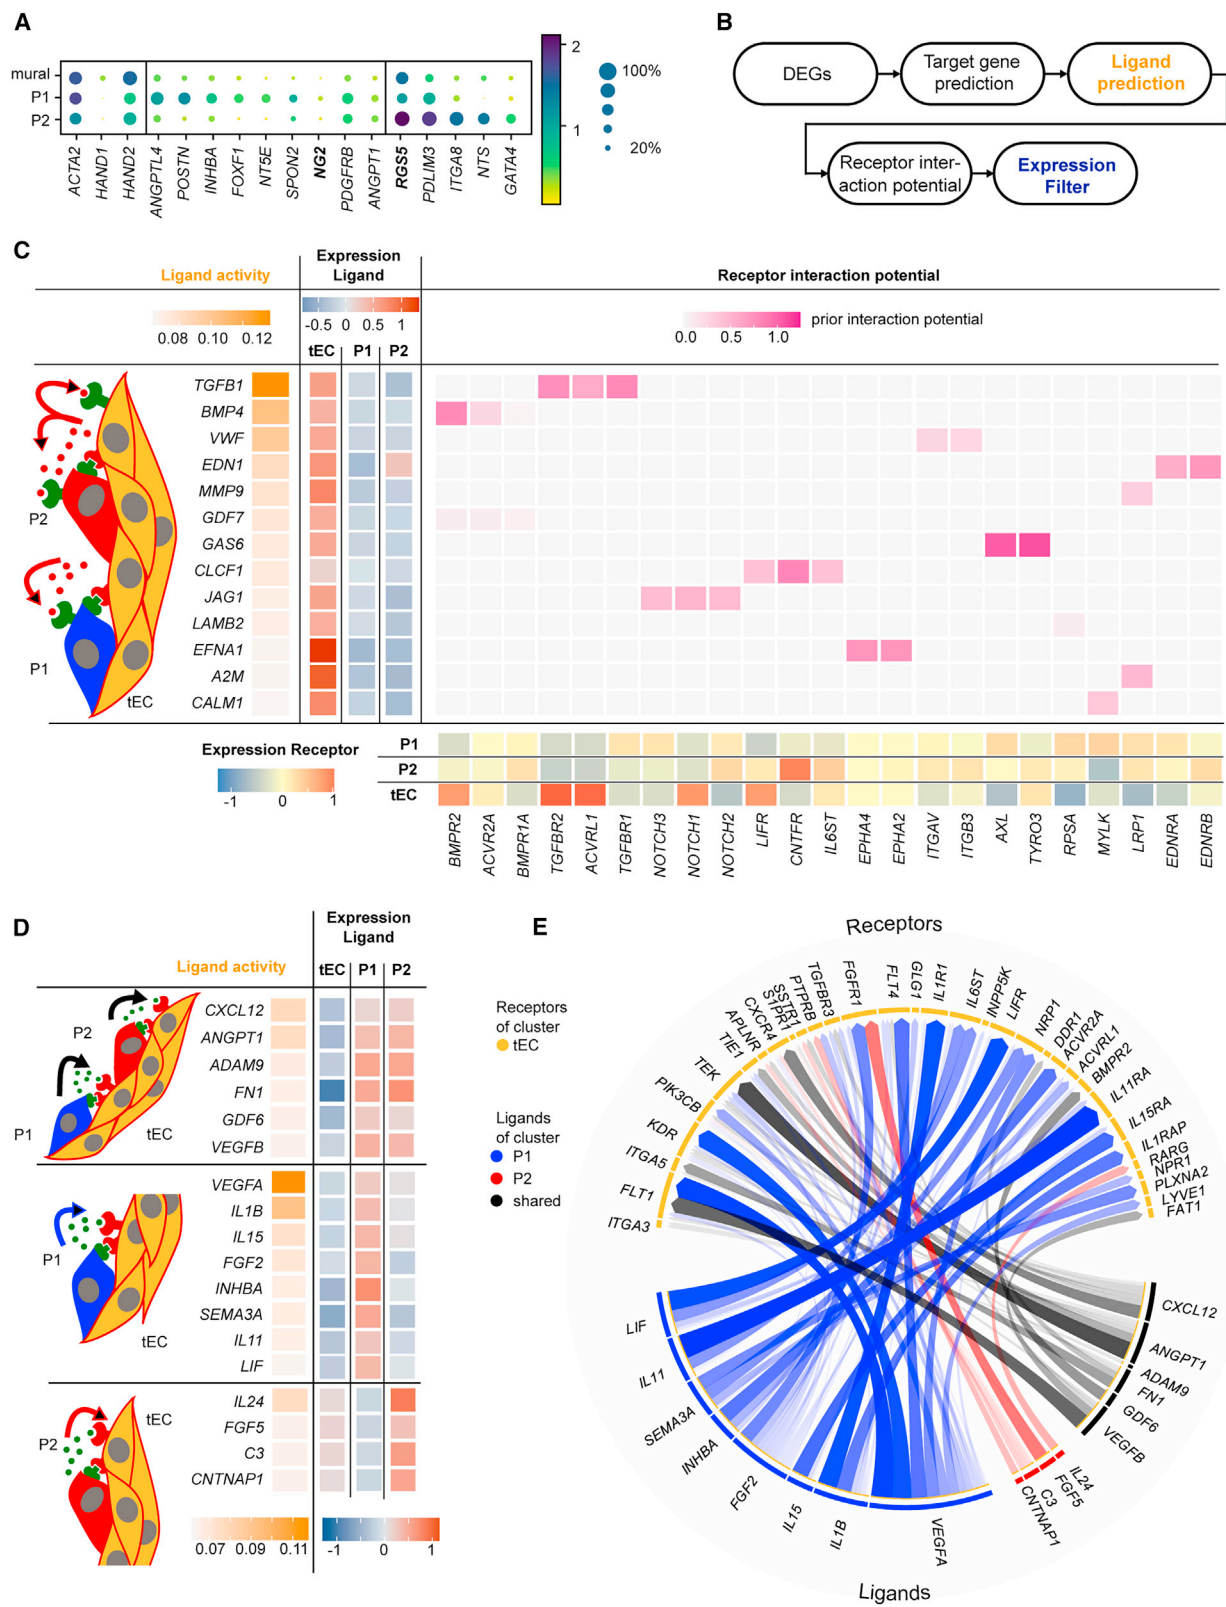 A
mural
P1
P2
ACTA2
HAND1
HAND2
ANGPTL4
POSTN
INHBA
FOXF1
NT5E
SPON2
NG2
PDGFRB
ANGPT1
RGS5
PDLIM3
ITGA8
NTS
GATA4
2
1
100%
20%
B
DEGs
Target gene
prediction
Ligand
prediction
Receptor inter-
action potential
Expression
Filter
C
Ligand activity
Expression
Ligand
Receptor interaction potential
0.08 0.10 0.12
-0.5 0 0.5 1
0.0 0.5 1.0
prior interaction potential
tEC P1 P2
TGFB1
BMP4
VWF
EDN1
MMP9
GDF7
GAS6
CLCF1
JAG1
LAMB2
EFNA1
A2M
CALM1
P2
P1
tEC
Expression Receptor
-1 0 1
P1
P2
tEC
BMPR2
ACVR2A
BMPR1A
TGFBR2
ACVRL1
TGFBR1
NOTCH3
NOTCH1
NOTCH2
LIFR
CNTFR
IL6ST
EPHA4
EPHA2
ITGAV
ITGB3
AXL
TYRO3
RPSA
MYLK
LRP1
EDNRA
EDNRB
D
Ligand activity
Expression
Ligand
tEC P1 P2
P2
P1
tEC
CXCL12
ANGPT1
ADAM9
FN1
GDF6
VEGFB
P1
tEC
VEGFA
IL1B
IL15
FGF2
INHBA
SEMA3A
IL11
LIF
P2
tEC
IL24
FGF5
C3
CNTNAP1
0.07 0.09 0.11
-1 0 1
E
Receptors
of cluster
tEC
Ligands
of cluster
P1
P2
shared
Receptors
ITGA3
FLT1
ITGA5
KDR
PIK3CB
TEK
TIE1
APLNR
CXCR4
S1PR1
SSTR1
PTPRB
TGFBR3
FGFR1
FLT4
GLG1
IL1R1
IL6ST
INPP5K
LIFR
NRP1
DDR1
ACVR2A
ACVRL1
BMPR2
IL11RA
IL15RA
IL1RAP
RARG
NPR1
PLXNA2
LYVE1
FAT1
CXCL12
ANGPT1
ADAM9
FN1
GDF6
VEGFB
IL24
FGF5
C3
CNTNAP1
VEGFA
IL1B
IL15
FGF2
INHBA
SEMA3A
IL11
LIF
Ligands